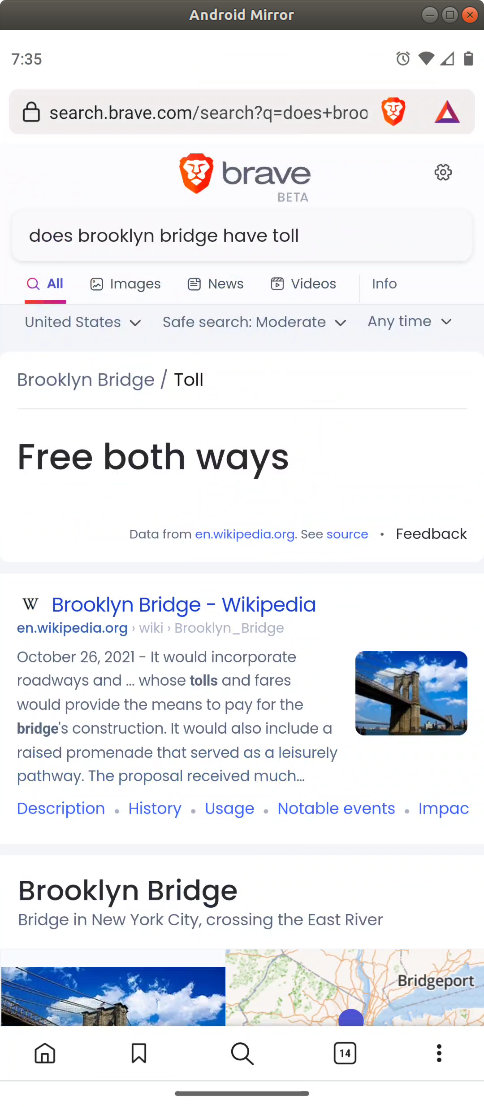 Android Mirror
7:35
search.brave.com/search?q=does+broo
brave
BETA
does brooklyn bridge have toll
All Images News Videos Info
United States Safe search: Moderate Any time
Brooklyn Bridge / Toll
Free both ways
Data from en.wikipedia.org. See source • Feedback
W Brooklyn Bridge - Wikipedia
en.wikipedia.org › wiki › Brooklyn_Bridge
October 26, 2021 - It would incorporate
roadways and ... whose tolls and fares
would provide the means to pay for the
bridge's construction. It would also include a
raised promenade that served as a leisurely
pathway. The proposal received much...
Description • History • Usage • Notable events • Impac
Brooklyn Bridge
Bridge in New York City, crossing the East River
Bridgeport
14